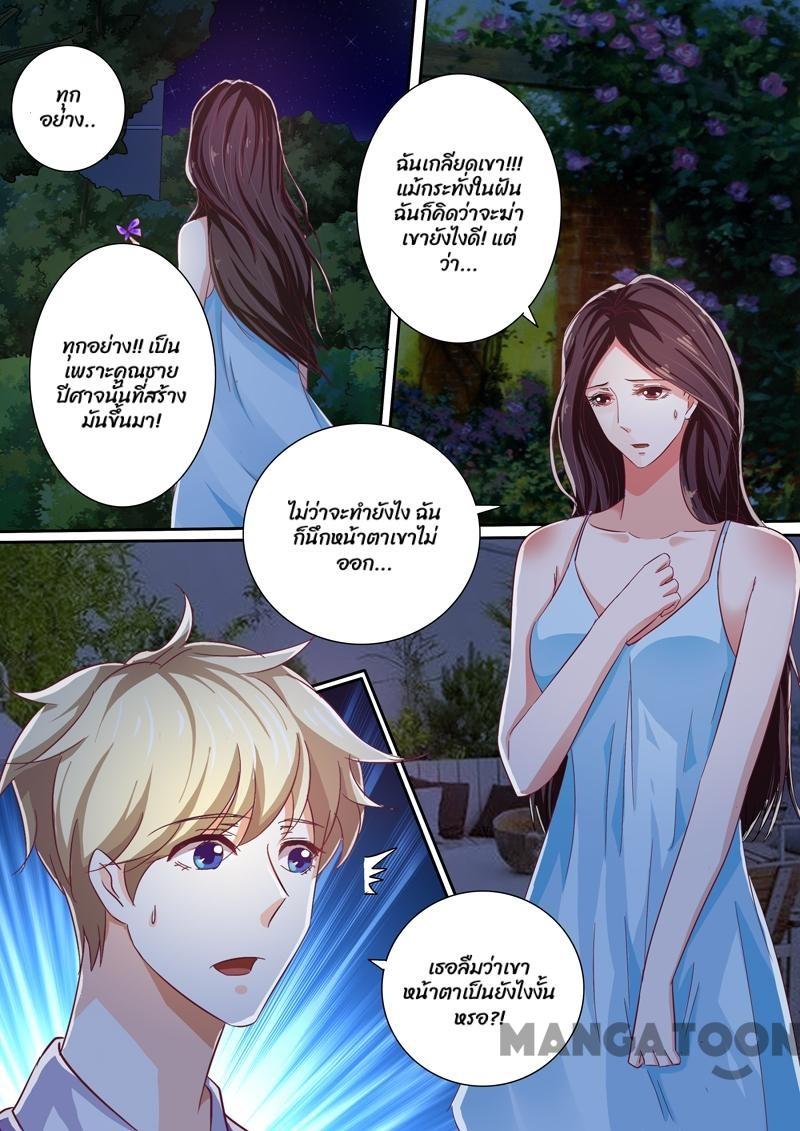 ทุก
อย่าง..
ทุกอย่าง!! เป็น
เพราะคุณชาย
ปีศาจนั่นที่สร้าง
มันขึ้นมา!
ฉันเกลียดเขา!!!
แม้กระทั่งในฝัน
ฉันก็คิดว่าจะฆ่า
เขายังไงดี! แต่
ว่า...
ไม่ว่าจะทำยังไง ฉัน
ก็นึกหน้าตาเขาไม่
ออก...
เธอลืมว่าเขา
หน้าตาเป็นยังไงงั้น
หรอ?!
MANGATOON